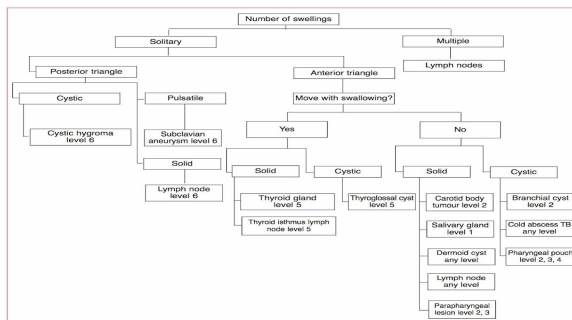 Number of swellings
Solitary
Multiple
Posterior triangle
Anterior triangle
Lymph nodes
Cystic
Pulsatile
Move with swallowing?
Cystic hygroma
level 6
Subclavian
aneurysm level 6
Yes
No
Solid
Solid
Cystic
Solid
Cystic
Lymph node
level 6
Thyroid gland
level 5
Thyroglossal cyst
level 5
Carotid body
tumour level 2
Branchial cyst
level 2
Thyroid isthmus lymph
node level 5
Salivary gland
level 1
Cold abscess TB
any level
Dermoid cyst
any level
Pharyngeal pouch
level 2, 3, 4
Lymph node
any level
Parapharyngeal
lesion level 2, 3